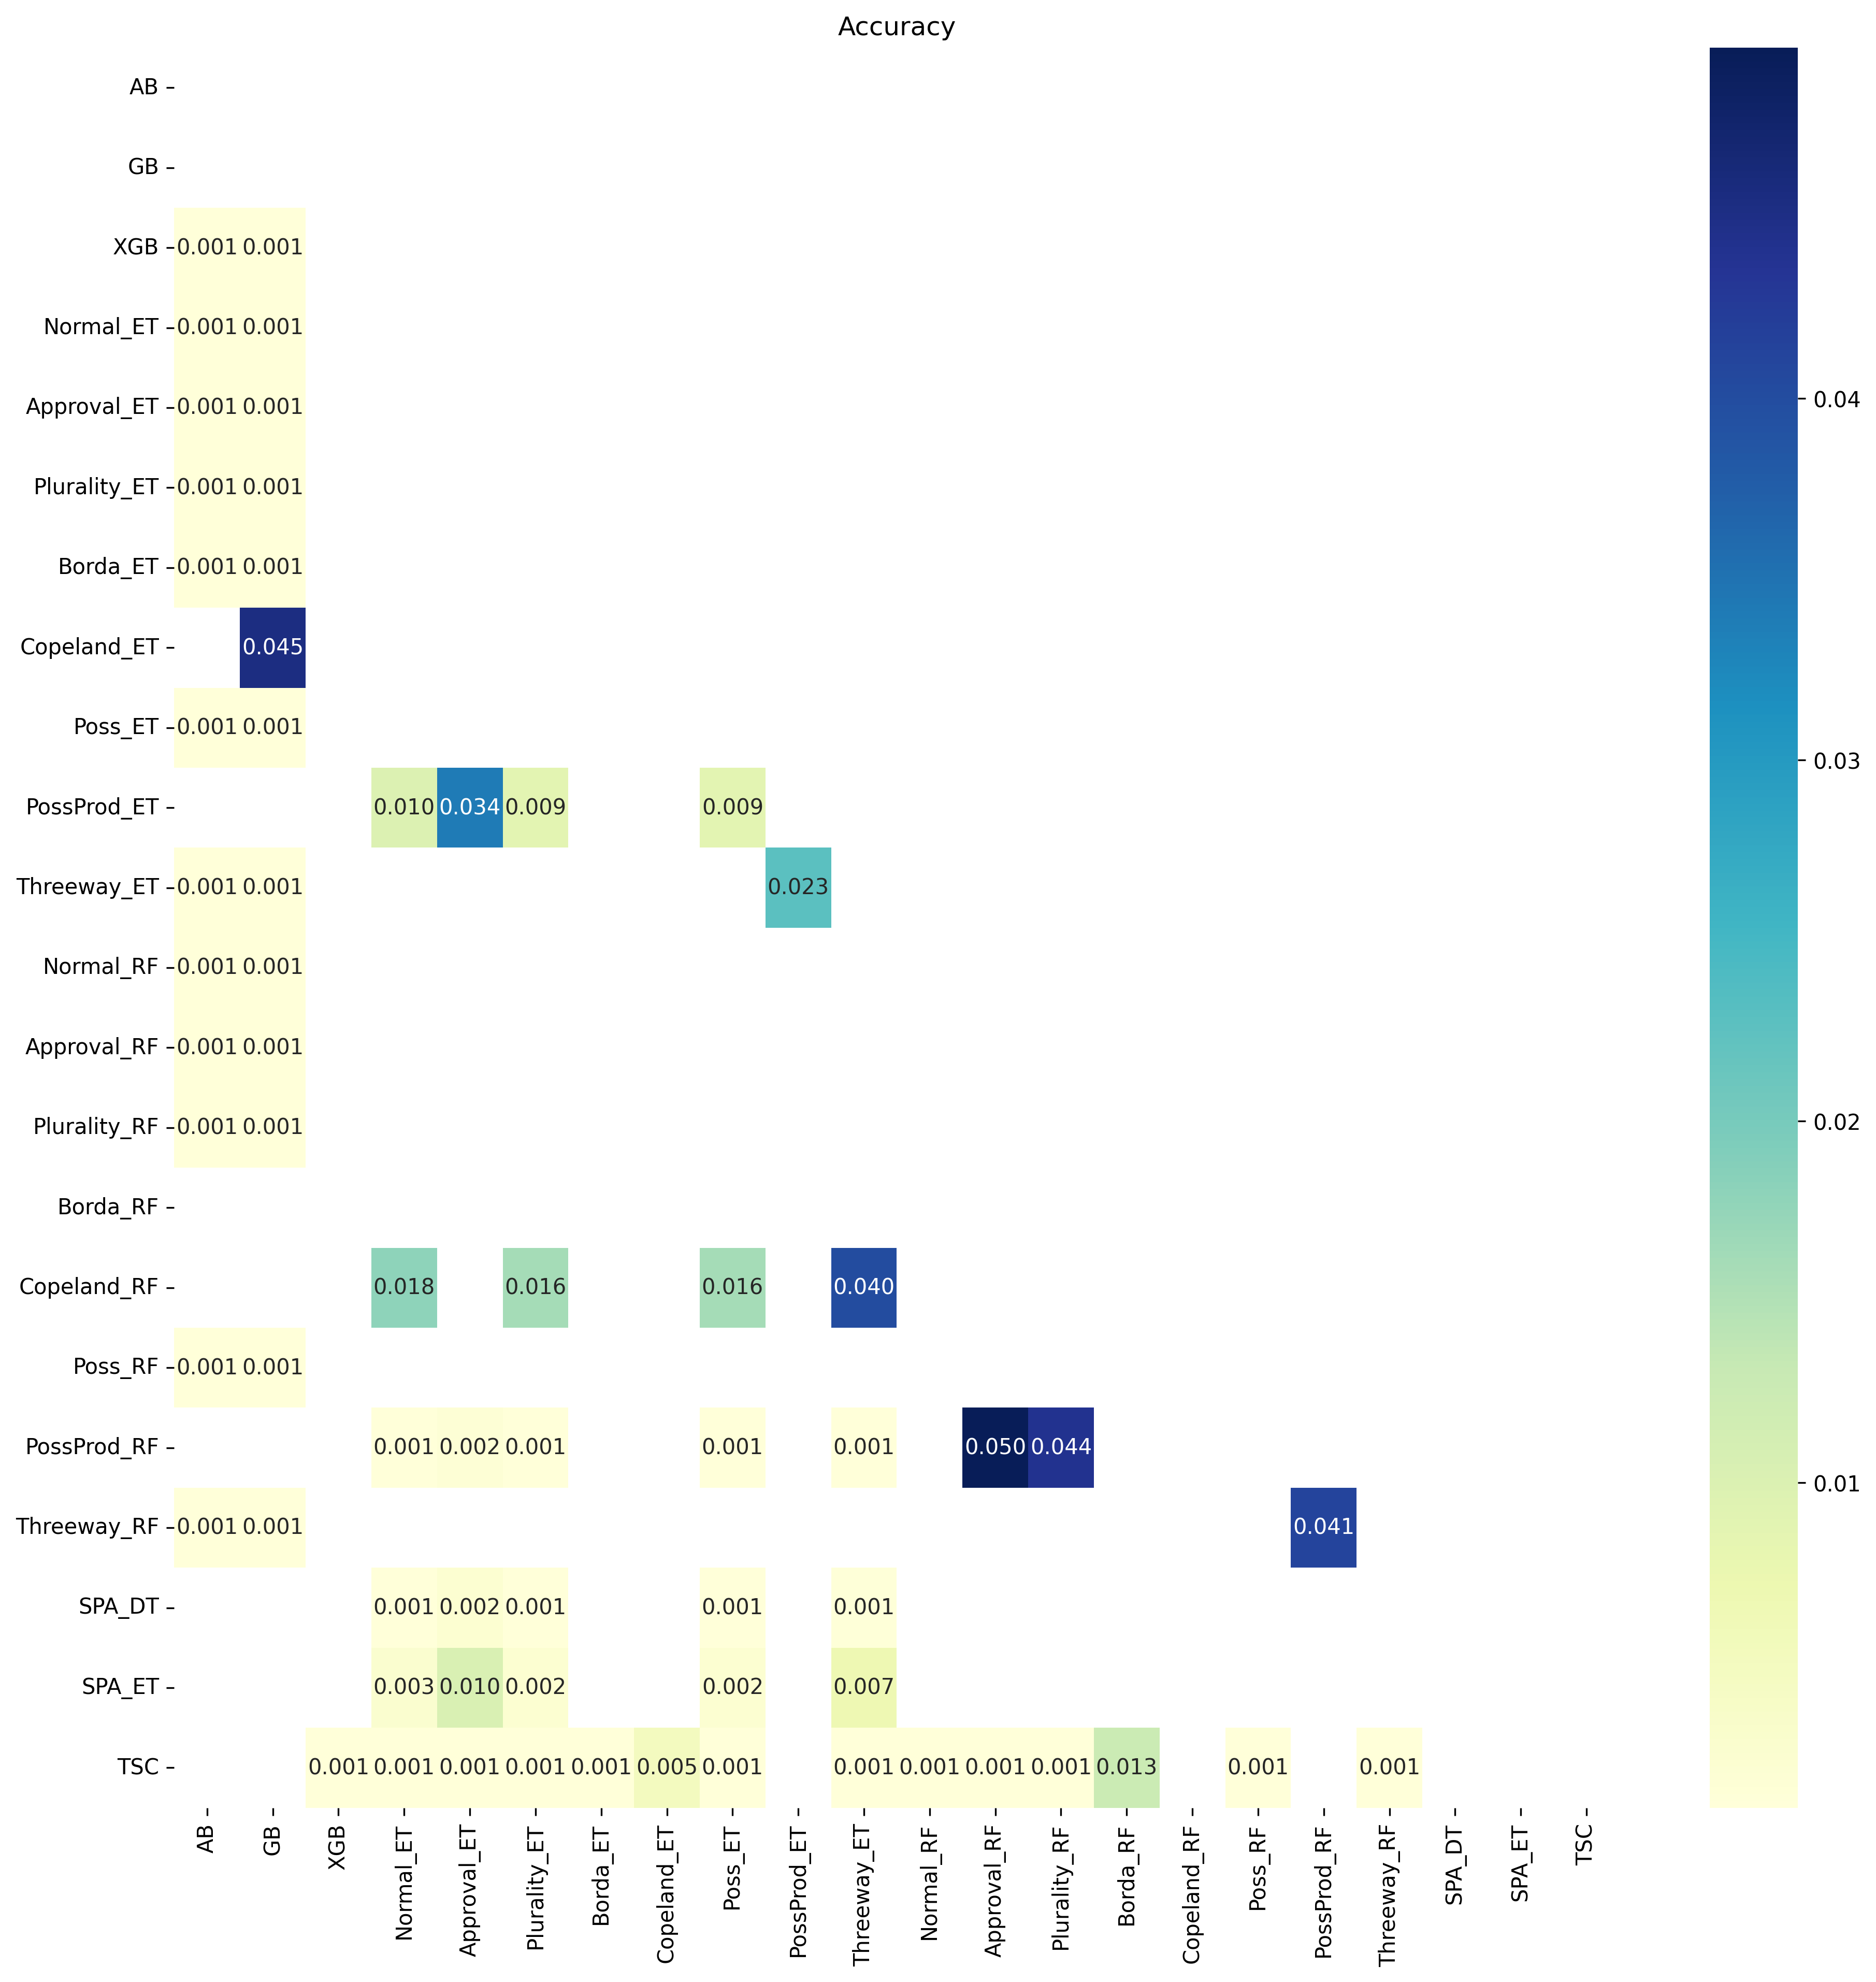 Accuracy
AB
GB
XGB 0.001 0.001
Normal_ET 0.001 0.001
Approval_ET 0.001 0.001
0.04
Plurality_ET 0.001 0.001
Borda_ET 0.001 0.001
Copeland_ET 0.045
Poss_ET 0.001 0.001
0.03
PossProd_ET 0.010 0.034 0.009 0.009
Threeway_ET 0.001 0.001 0.023
Normal_RF 0.001 0.001
Approval_RF 0.001 0.001
0.02
Plurality_RF 0.001 0.001
Borda_RF
Copeland_RF 0.018 0.016 0.016 0.040
Poss_RF 0.001 0.001
PossProd_RF 0.001 0.002 0.001 0.001 0.001 0.050 0.044
0.01
Threeway_RF 0.001 0.001 0.041
SPA_DT 0.001 0.002 0.001 0.001 0.001
SPA_ET 0.003 0.010 0.002 0.002 0.007
TSC 0.001 0.001 0.001 0.001 0.001 0.005 0.001 0.001 0.001 0.001 0.001 0.013 0.001 0.001
AB
GB
XGB
Normal_ET
Approval_ET
Plurality_ET
Borda_ET
Copeland_ET
Poss_ET
PossProd_ET
Threeway_ET
Normal_RF
Approval_RF
Plurality_RF
Borda_RF
Copeland_RF
Poss_RF
PossProd_RF
Threeway_RF
SPA_DT
SPA_ET
TSC